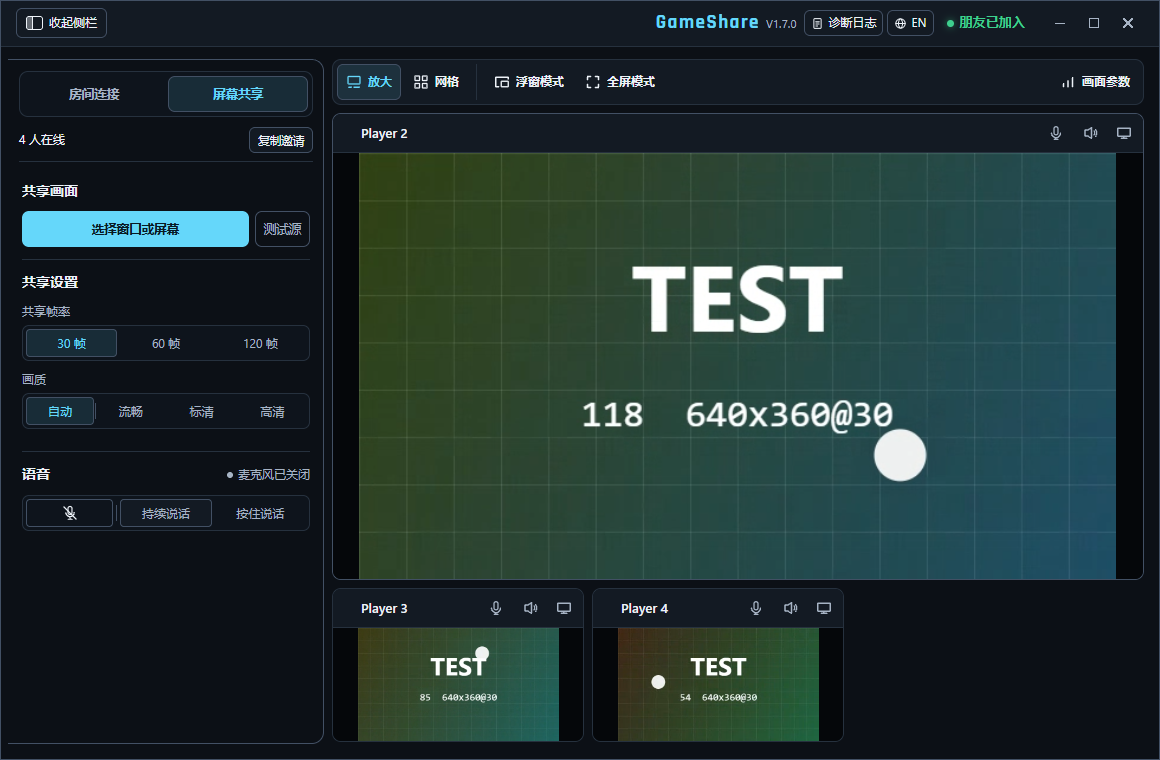 收起侧栏
GameShare V1.7.0 诊断日志 EN 朋友已加入
房间连接 屏幕共享
4 人在线 复制邀请
共享画面
选择窗口或屏幕 测试源
共享设置
共享帧率
30 帧 60 帧 120 帧
画质
自动 流畅 标清 高清
语音 麦克风已关闭
持续说话 按住说话
放大 网格 浮窗模式 全屏模式 画面参数
Player 2
TEST
118 640x360@30
Player 3
TEST
85 640x360@30
Player 4
TEST
54 640x360@30